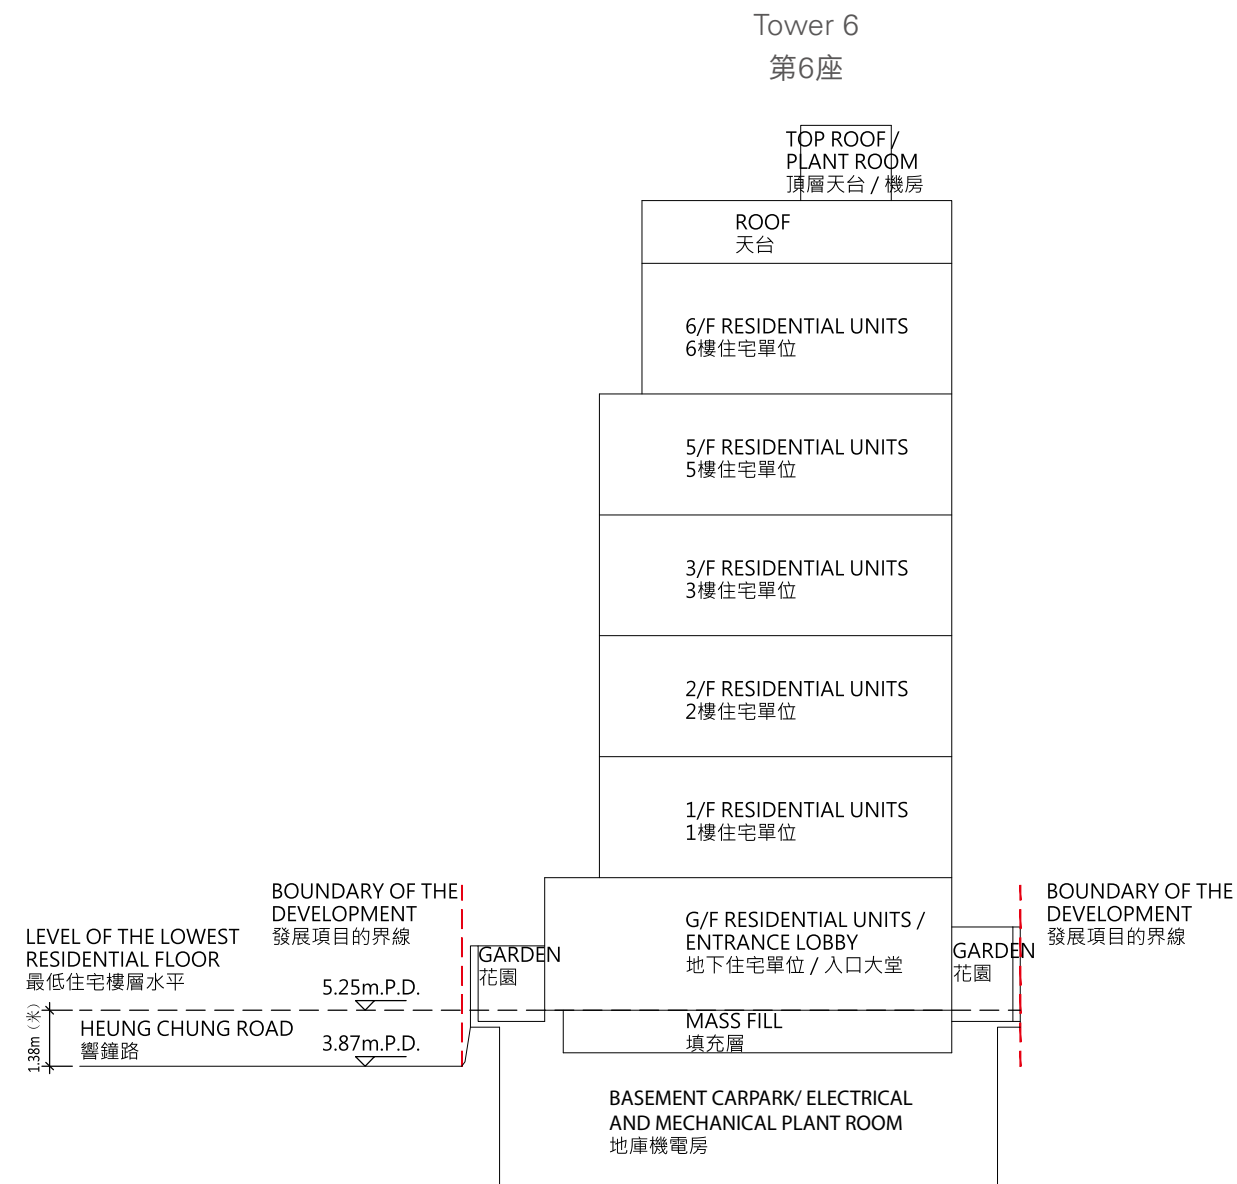 Tower 6
第6座
TOP ROOF /
PLANT ROOM
頂層天台 / 機房
ROOF
天台
6/F RESIDENTIAL UNITS
6樓住宅單位
5/F RESIDENTIAL UNITS
5樓住宅單位
3/F RESIDENTIAL UNITS
3樓住宅單位
2/F RESIDENTIAL UNITS
2樓住宅單位
1/F RESIDENTIAL UNITS
1樓住宅單位
BOUNDARY OF THE
DEVELOPMENT
發展項目的界線
BOUNDARY OF THE
DEVELOPMENT
發展項目的界線
G/F RESIDENTIAL UNITS /
ENTRANCE LOBBY
地下住宅單位 / 入口大堂
LEVEL OF THE LOWEST
RESIDENTIAL FLOOR
最低住宅樓層水平
GARDEN
花園
GARDEN
花園
5.25m.P.D.
1.38m (米)
HEUNG CHUNG ROAD
響鐘路
3.87m.P.D.
MASS FILL
填充層
BASEMENT CARPARK/ ELECTRICAL
AND MECHANICAL PLANT ROOM
地庫機電房